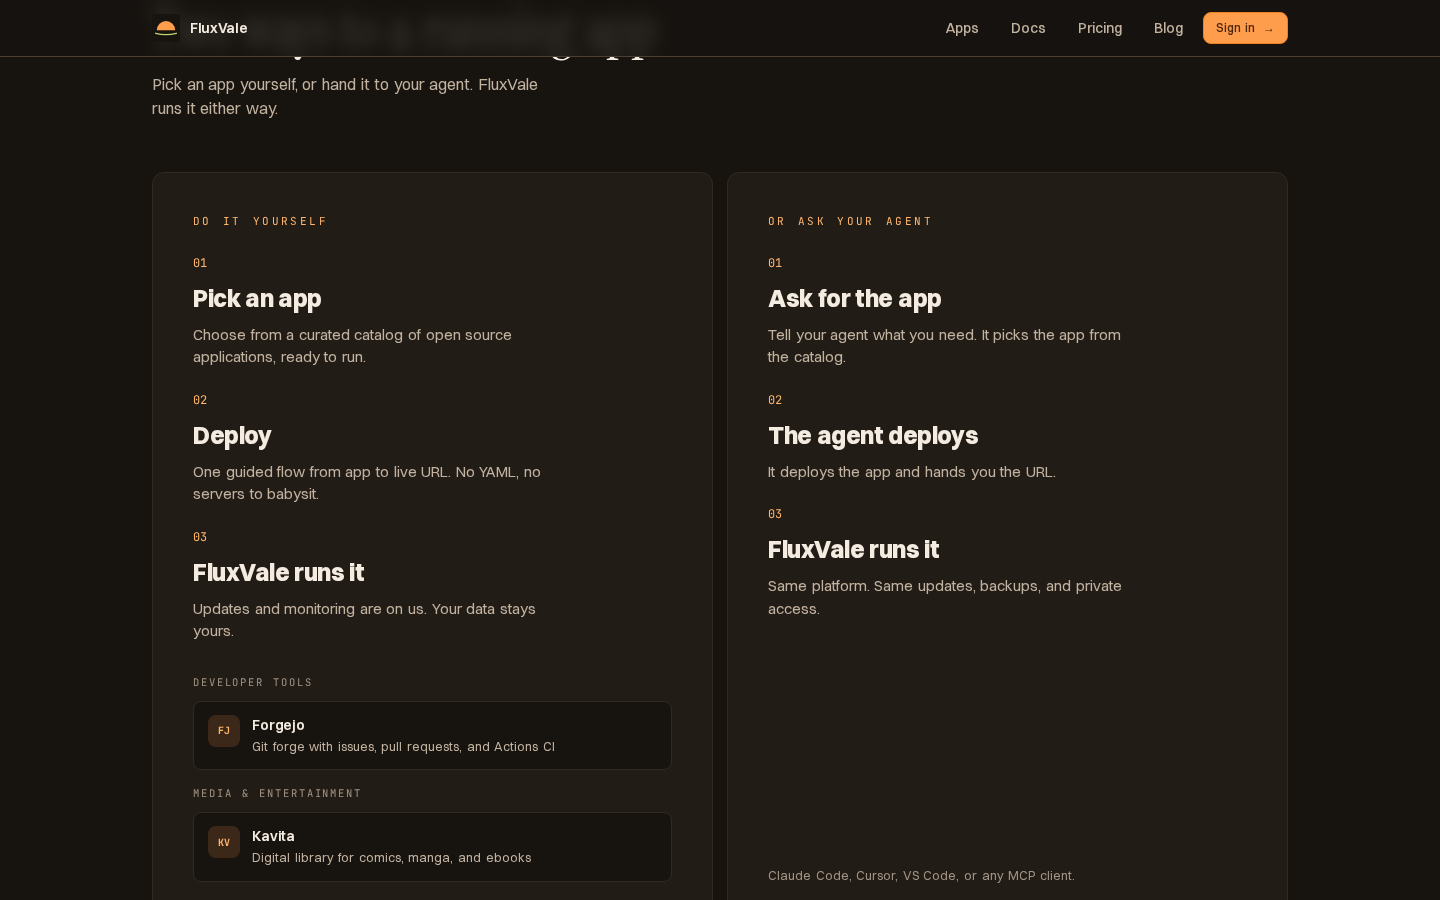 FluxVale
Apps
Docs
Pricing
Blog
Sign in →
Pick an app yourself, or hand it to your agent. FluxVale
runs it either way.
DO IT YOURSELF
01
Pick an app
Choose from a curated catalog of open source
applications, ready to run.
02
Deploy
One guided flow from app to live URL. No YAML, no
servers to babysit.
03
FluxVale runs it
Updates and monitoring are on us. Your data stays
yours.
DEVELOPER TOOLS
FJ
Forgejo
Git forge with issues, pull requests, and Actions CI
MEDIA & ENTERTAINMENT
KV
Kavita
Digital library for comics, manga, and ebooks
OR ASK YOUR AGENT
01
Ask for the app
Tell your agent what you need. It picks the app from
the catalog.
02
The agent deploys
It deploys the app and hands you the URL.
03
FluxVale runs it
Same platform. Same updates, backups, and private
access.
Claude Code, Cursor, VS Code, or any MCP client.